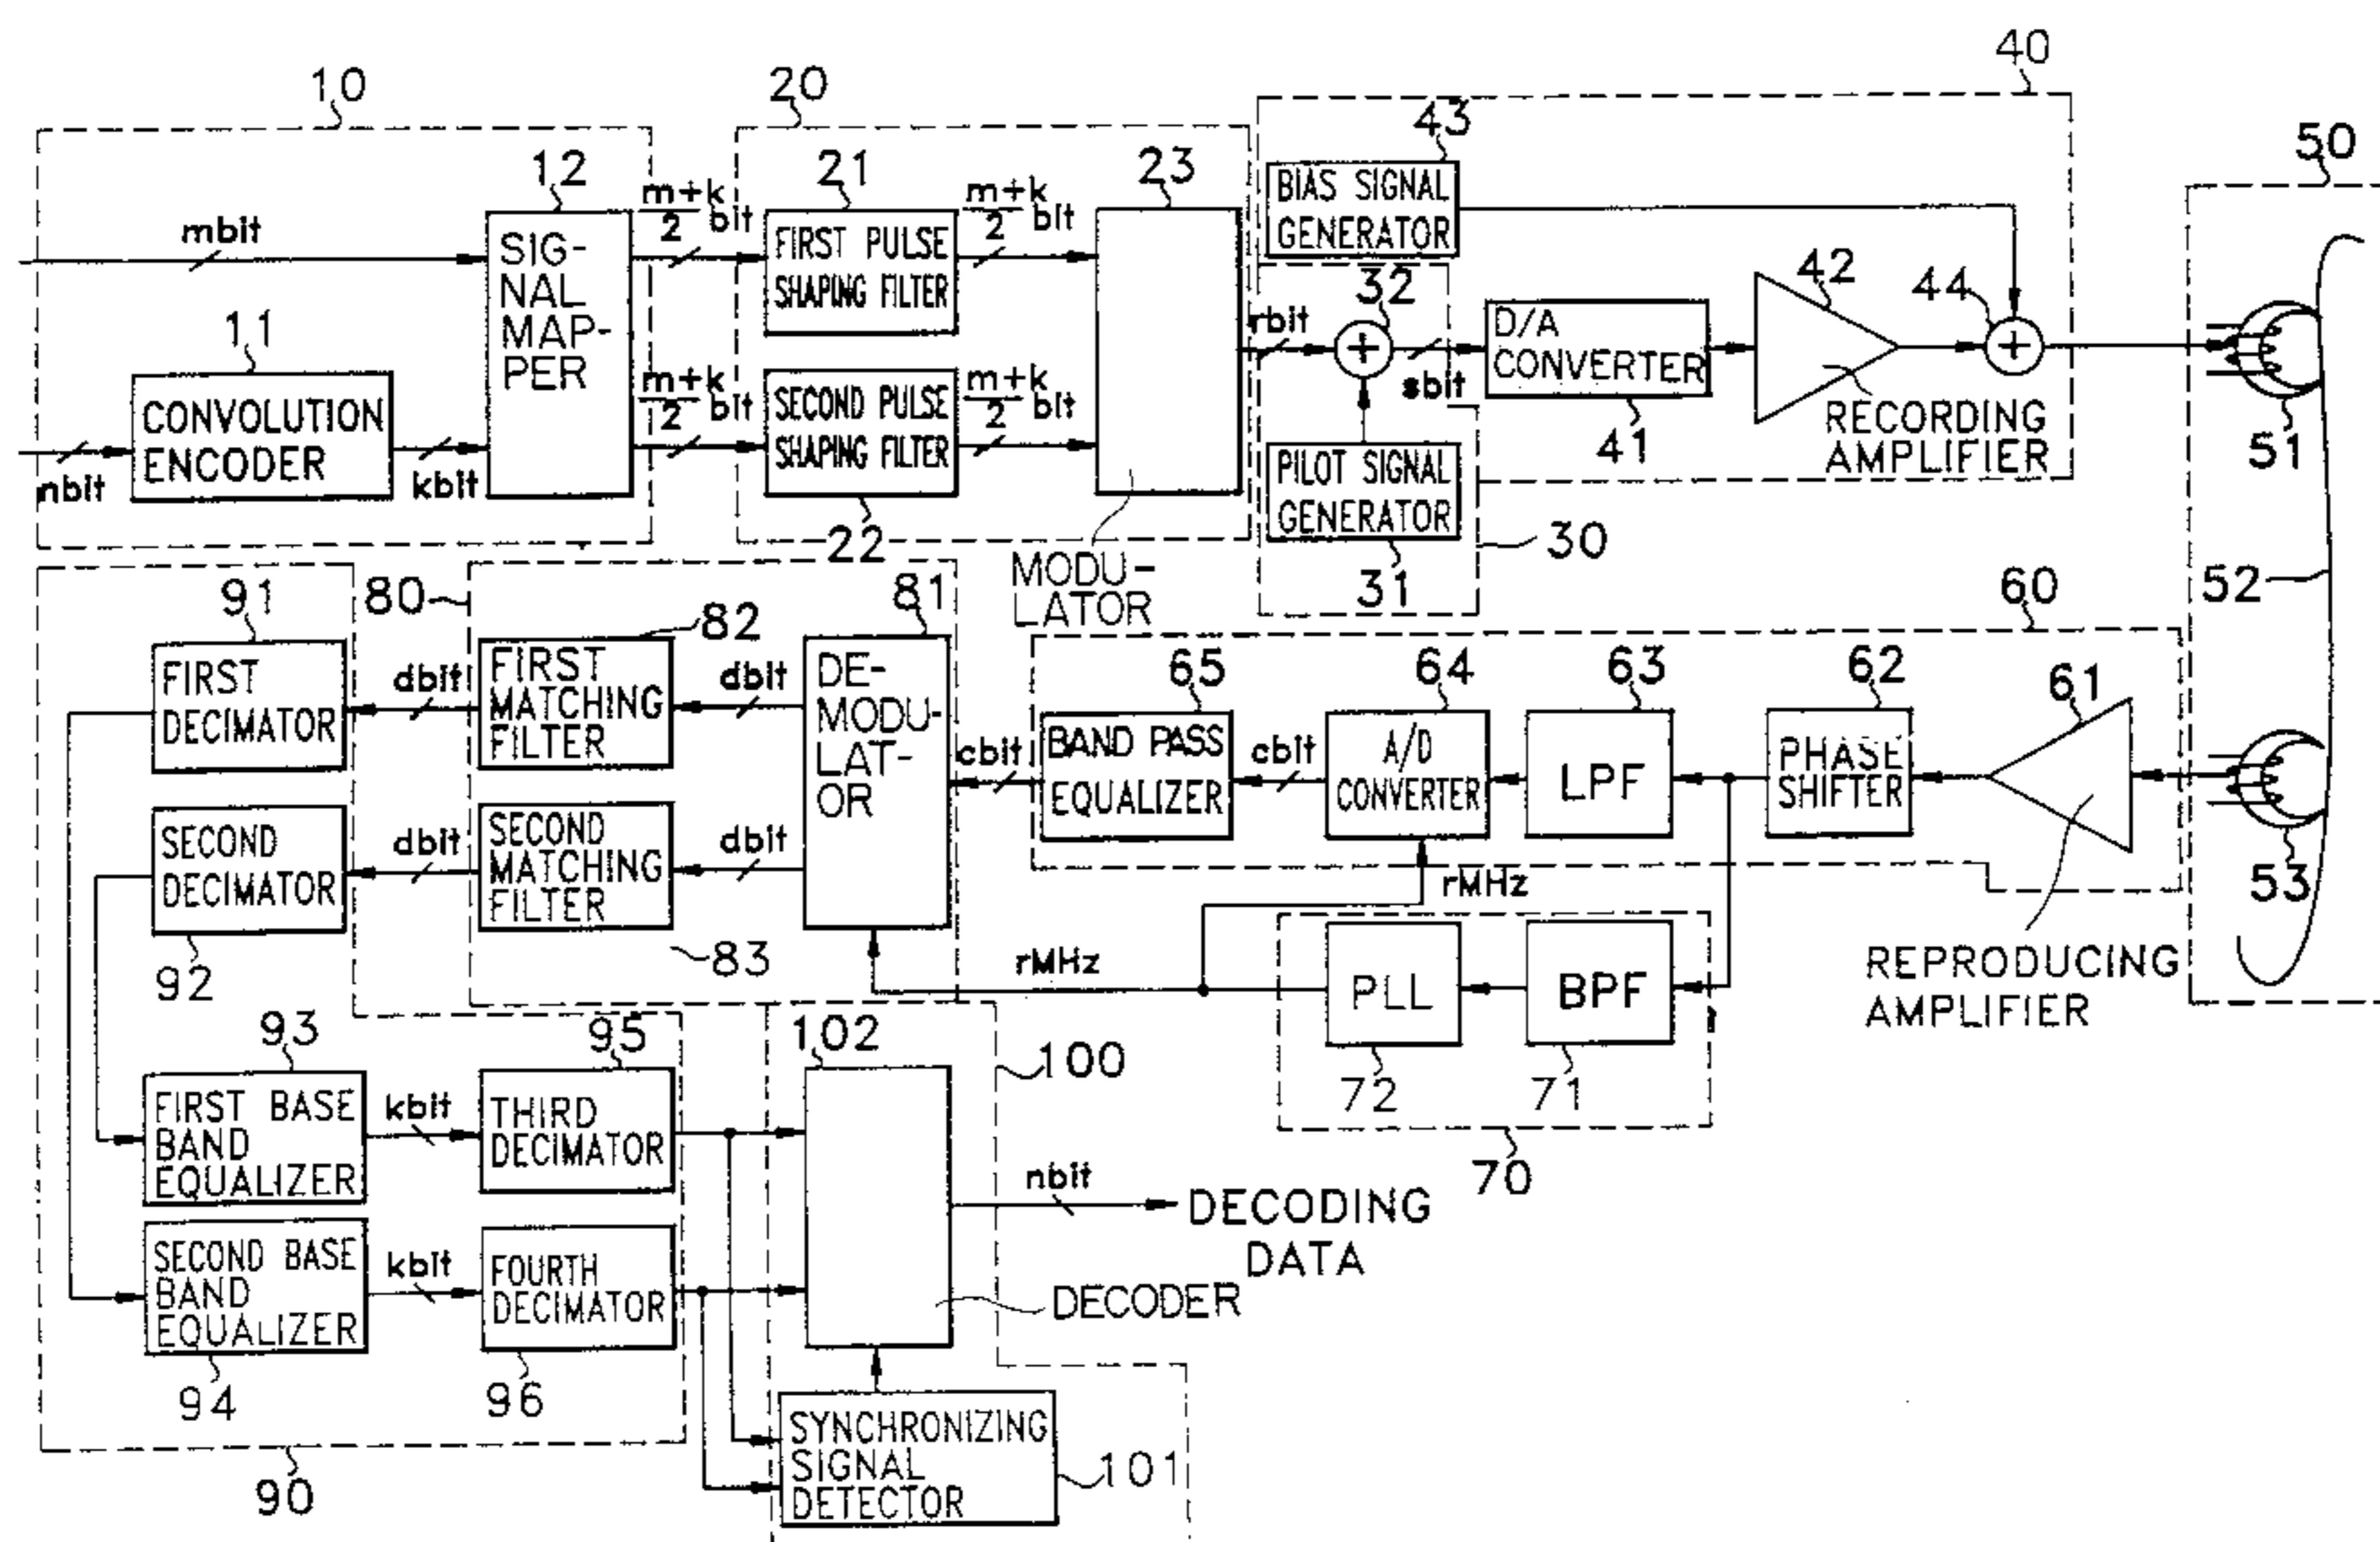 10
20
40
43
50
12
21
23
m+k
2 bit
m+k
2 bit
BIAS SIGNAL
GENERATOR
mbit
SIG-
NAL
MAP-
PER
FIRST PULSE
SHAPING FILTER
32
42
44
rbit
sbit
D/A
CONVERTER
11
m+k
2 bit
m+k
2 bit
CONVOLUTION
ENCODER
SECOND PULSE
SHAPING FILTER
RECORDING
AMPLIFIER
41
51
nbit
kbit
PILOT SIGNAL
GENERATOR
22
30
MODU-
LATOR
31
52
60
91
80
82
81
65
64
63
62
61
FIRST
DECIMATOR
dbit
FIRST
MATCHING
FILTER
dbit
DE-
MODU-
LAT-
OR
cbit
BAND PASS
EQUALIZER
cbit
A/D
CONVERTER
LPF
PHASE
SHIFTER
SECOND
DECIMATOR
dbit
SECOND
MATCHING
FILTER
dbit
rMHz
53
92
83
rMHz
PLL
BPF
REPRODUCING
AMPLIFIER
93
95
102
100
72
71
FIRST BASE
BAND
EQUALIZER
kbit
THIRD
DECIMATOR
70
nbit
DECODING
DATA
SECOND BASE
BAND
EQUALIZER
kbit
FOURTH
DECIMATOR
DECODER
94
96
SYNCHRONIZING
SIGNAL
DETECTOR
101
90